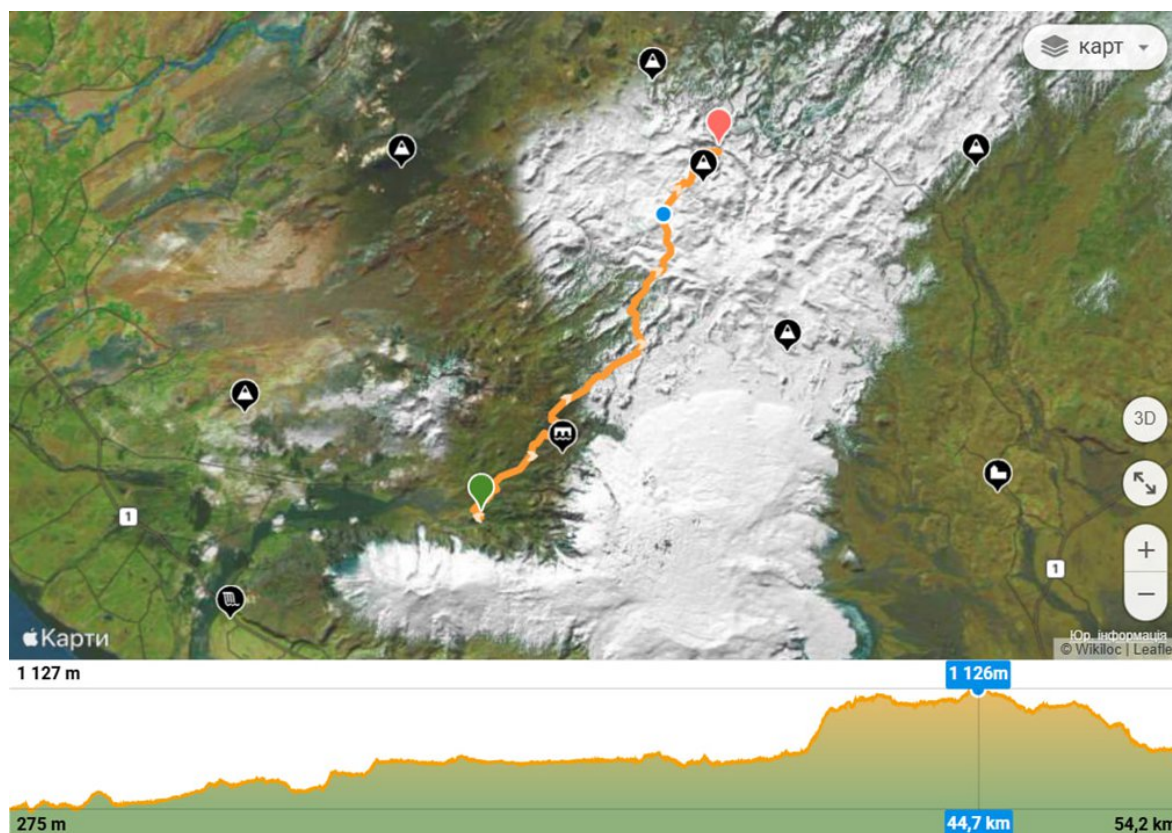 карт
3D
1
1
+
−
Карти
Юр. інформація
© Wikiloc | Leafle
1 127 m
1 126m
275 m
44,7 km
54,2 km